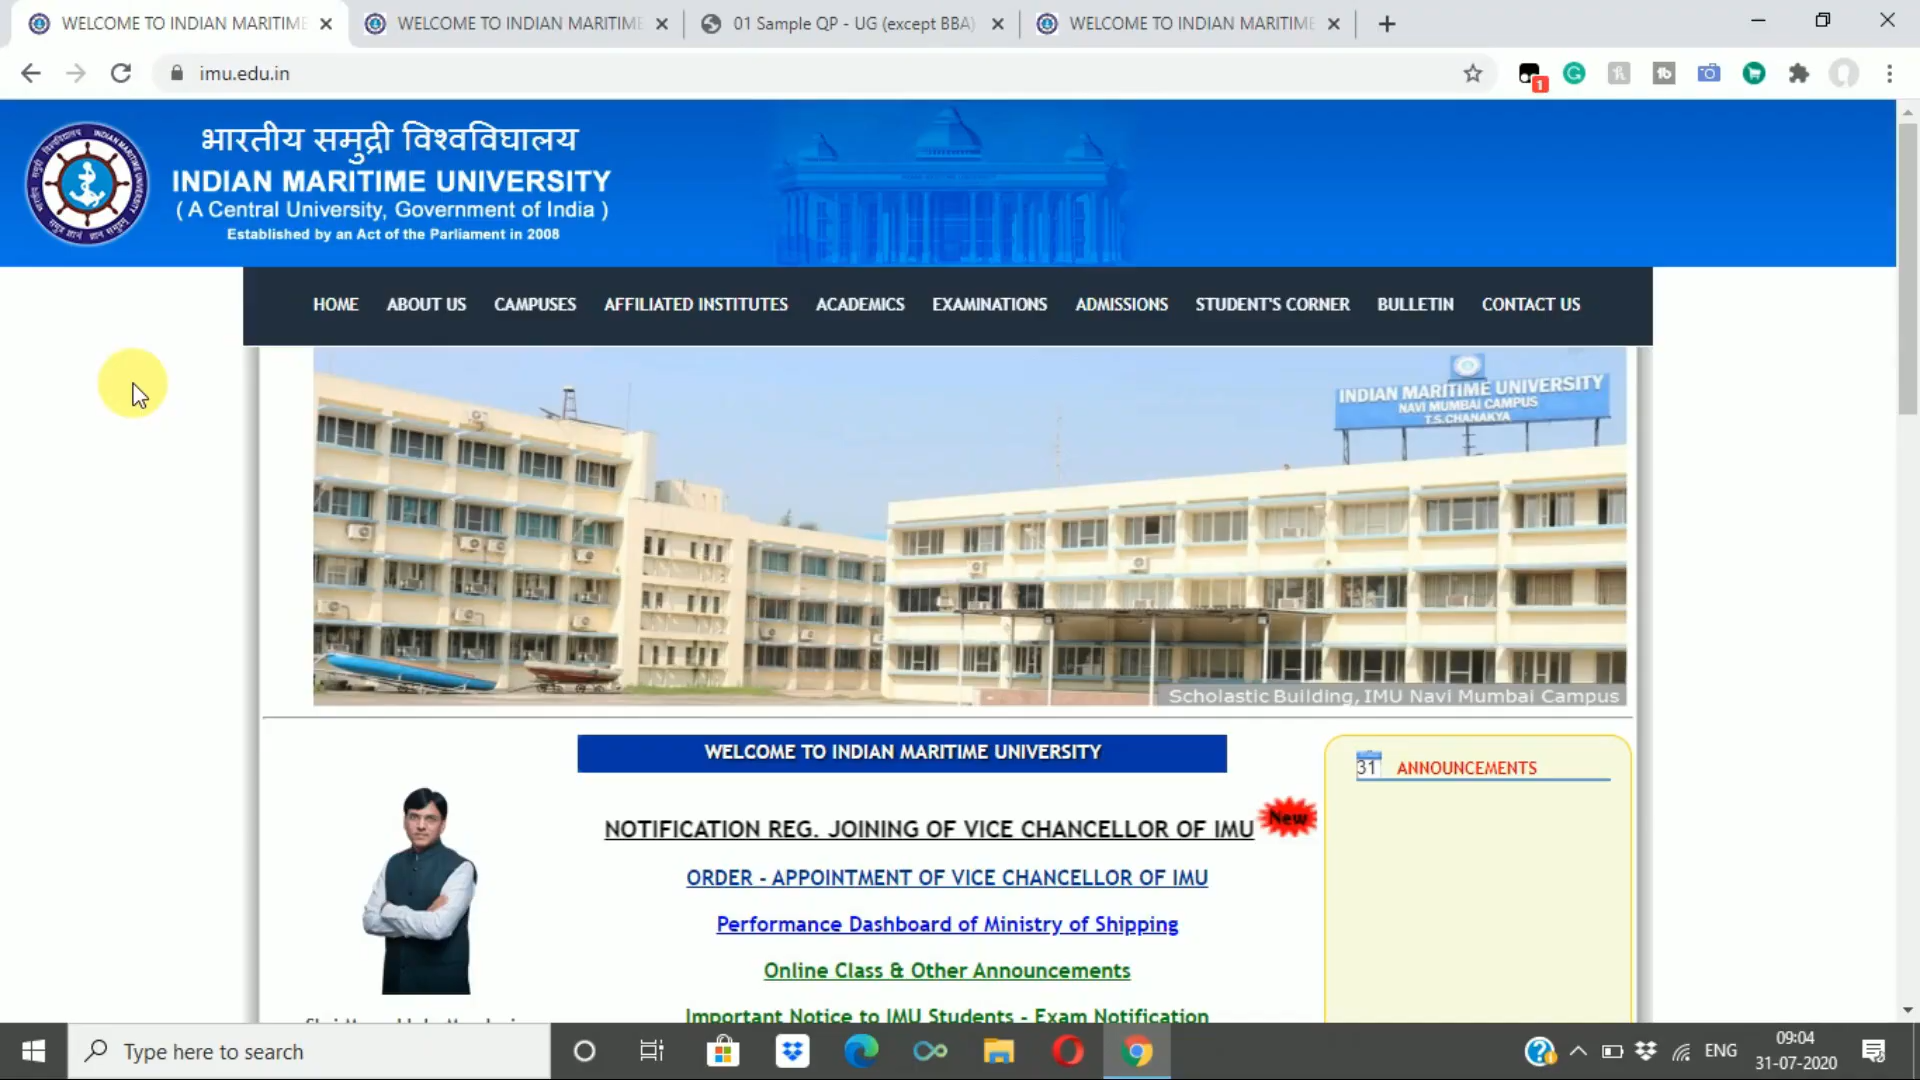 WELCOME TO INDIAN MARITIME
WELCOME TO INDIAN MARITIME
01 Sample QP - UG (except BBA)
WELCOME TO INDIAN MARITIME
imu.edu.in
1
भारतीय समुद्री विश्वविघालय
INDIAN MARITIME UNIVERSITY
( A Central University, Government of India )
Established by an Act of the Parliament in 2008
HOME ABOUT US CAMPUSES AFFILIATED INSTITUTES ACADEMICS EXAMINATIONS ADMISSIONS STUDENT'S CORNER BULLETIN CONTACT US
INDIAN MARITIME UNIVERSITY
NAVI MUMBAI CAMPUS
T.S.CHANAKYA
Scholastic Building, IMU Navi Mumbai Campus
WELCOME TO INDIAN MARITIME UNIVERSITY
31 ANNOUNCEMENTS
NOTIFICATION REG. JOINING OF VICE CHANCELLOR OF IMU New
ORDER - APPOINTMENT OF VICE CHANCELLOR OF IMU
Performance Dashboard of Ministry of Shipping
Online Class & Other Announcements
Important Notice to IMU Students - Exam Notification
Type here to search
ENG
09:04
31-07-2020